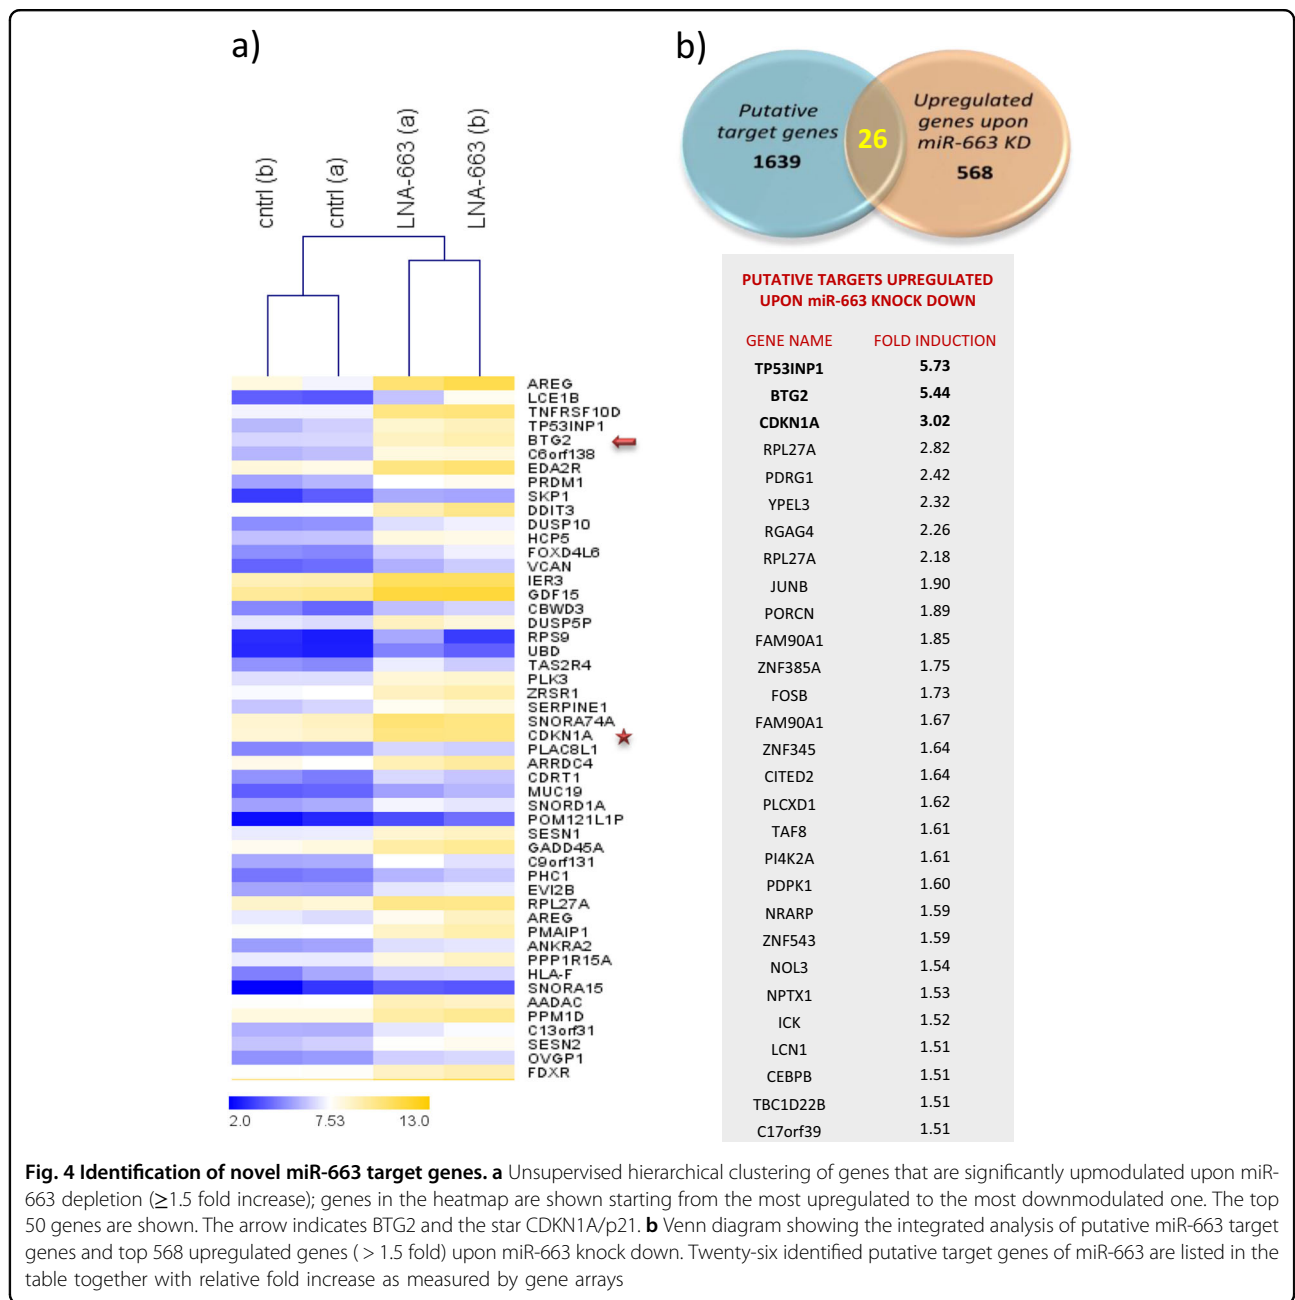 a)
cntrl (b)
cntrl (a)
LNA-663 (a)
LNA-663 (b)
AREG
LCE1B
TNFRSF10D
TP53INP1
BTG2
C6orf138
EDA2R
PRDM1
SKP1
DDIT3
DUSP10
HCP5
FOXD4L6
VCAN
IER3
GDF15
CBWD3
DUSP5P
RPS9
UBD
TAS2R4
PLK3
ZRSR1
SERPINE1
SNORA74A
CDKN1A
PLAC8L1
ARRDC4
CDRT1
MUC19
SNORD1A
POM121L1P
SESN1
GADD45A
C9orf131
PHC1
EVI2B
RPL27A
AREG
PMAIP1
ANKRA2
PPP1R15A
HLA-F
SNORA15
AADAC
PPM1D
C13orf31
SESN2
OVGP1
FDXR
2.0 7.53 13.0
b)
Putative
target genes
1639
26
Upregulated
genes upon
miR-663 KD
568
PUTATIVE TARGETS UPREGULATED
UPON miR-663 KNOCK DOWN
GENE NAME FOLD INDUCTION
TP53INP1 5.73
BTG2 5.44
CDKN1A 3.02
RPL27A 2.82
PDRG1 2.42
YPEL3 2.32
RGAG4 2.26
RPL27A 2.18
JUNB 1.90
PORCN 1.89
FAM90A1 1.85
ZNF385A 1.75
FOSB 1.73
FAM90A1 1.67
ZNF345 1.64
CITED2 1.64
PLCXD1 1.62
TAF8 1.61
PI4K2A 1.61
PDPK1 1.60
NRARP 1.59
ZNF543 1.59
NOL3 1.54
NPTX1 1.53
ICK 1.52
LCN1 1.51
CEBPB 1.51
TBC1D22B 1.51
C17orf39 1.51
Fig. 4 Identification of novel miR-663 target genes. a Unsupervised hierarchical clustering of genes that are significantly upmodulated upon miR-
663 depletion (≥1.5 fold increase); genes in the heatmap are shown starting from the most upregulated to the most downmodulated one. The top
50 genes are shown. The arrow indicates BTG2 and the star CDKN1A/p21. b Venn diagram showing the integrated analysis of putative miR-663 target
genes and top 568 upregulated genes ( > 1.5 fold) upon miR-663 knock down. Twenty-six identified putative target genes of miR-663 are listed in the
table together with relative fold increase as measured by gene arrays